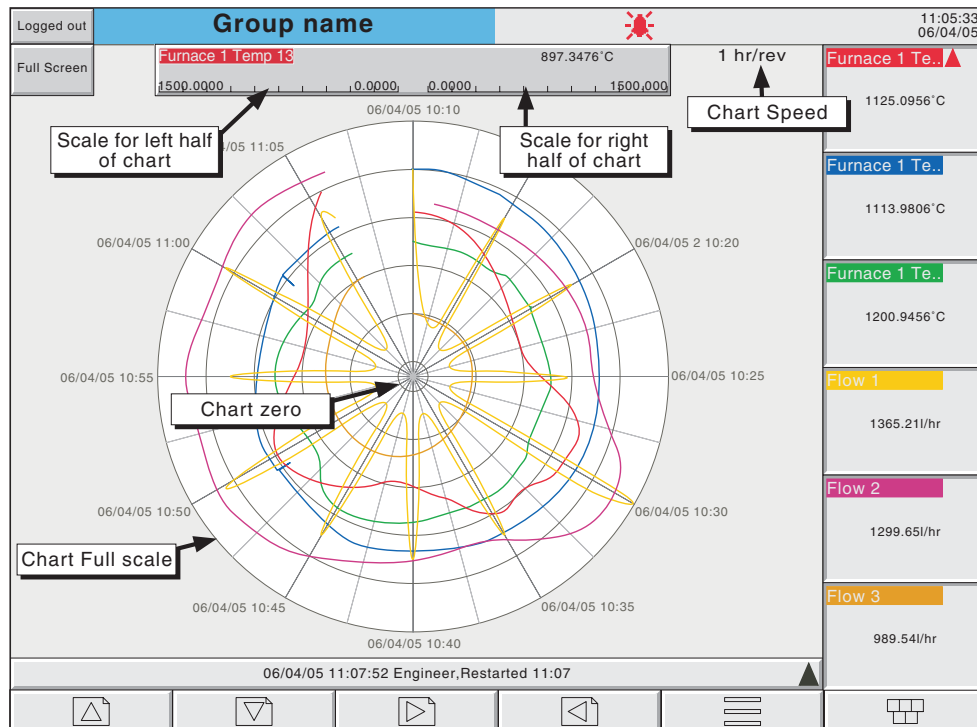 Logged out
Group name
11:05:33
06/04/05
Full Screen
Furnace 1 Temp 13
897.3476°C
1500.0000
0.0000
0.0000
1500,000
1 hr/rev
Chart Speed
Scale for left half
of chart
Scale for right
half of chart
06/04/05 10:10
/05 11:05
06/04/05 11:00
06/04/05 2 10:20
06/04/05 10:55
06/04/05 10:25
Chart zero
06/04/05 10:50
06/04/05 10:30
Chart Full scale
06/04/05 10:45
06/04/05 10:35
06/04/05 10:40
Furnace 1 Te..
1125.0956°C
Furnace 1 Te..
1113.9806°C
Furnace 1 Te..
1200.9456°C
Flow 1
1365.21l/hr
Flow 2
1299.65l/hr
Flow 3
989.54l/hr
06/04/05 11:07:52 Engineer,Restarted 11:07